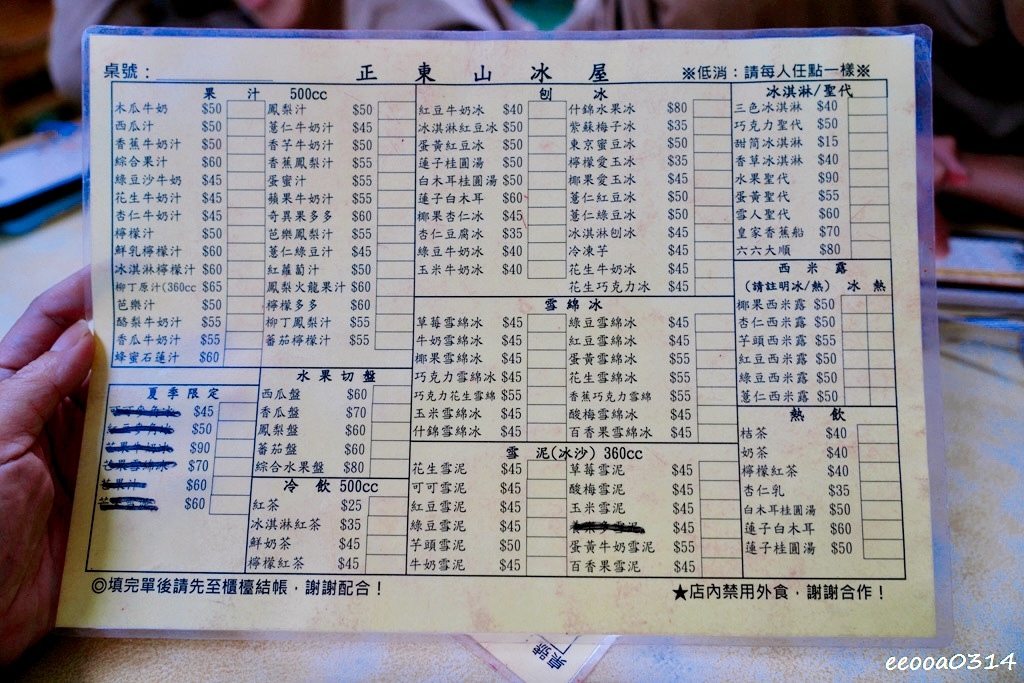 桌號：
正東山冰屋
※低消：請每人任點一樣※
果汁 500cc
木瓜牛奶 $50
西瓜汁 $50
香蕉牛奶汁 $50
綜合果汁 $60
綠豆沙牛奶 $45
花生牛奶汁 $45
杏仁牛奶汁 $45
檸檬汁 $50
鮮乳檸檬汁 $60
冰淇淋檸檬汁 $60
柳丁原汁(360cc $65
芭樂汁 $50
酪梨牛奶汁 $55
香瓜牛奶汁 $55
蜂蜜石蓮汁 $60
鳳梨汁 $50
薏仁牛奶汁 $45
香芋牛奶汁 $50
香蕉鳳梨汁 $55
蛋蜜汁 $55
蘋果牛奶汁 $55
奇異果多多 $60
芭樂鳳梨汁 $55
薏仁綠豆汁 $45
紅蘿蔔汁 $50
鳳梨火龍果汁 $60
檸檬多多 $60
柳丁鳳梨汁 $55
蕃茄檸檬汁 $55
夏季限定
$45
$50
$90
$70
$60
$60
水果切盤
西瓜盤 $60
香瓜盤 $70
鳳梨盤 $60
蕃茄盤 $60
綜合水果盤 $80
冷飲 500cc
紅茶 $25
冰淇淋紅茶 $35
鮮奶茶 $45
檸檬紅茶 $45
刨冰
紅豆牛奶冰 $40
冰淇淋紅豆冰 $50
蛋黃紅豆冰 $50
蓮子桂圓湯 $50
白木耳桂圓湯 $50
蓮子白木耳 $60
椰果杏仁冰 $45
杏仁豆腐冰 $35
綠豆牛奶冰 $40
玉米牛奶冰 $40
什錦水果冰 $80
紫蘇梅子冰 $35
東京蜜豆冰 $50
檸檬愛玉冰 $35
椰果愛玉冰 $45
薏仁紅豆冰 $50
薏仁綠豆冰 $50
冰淇淋刨冰 $45
冷凍芋 $45
花生牛奶冰 $45
花生巧克力冰 $45
雪綿冰
草莓雪綿冰 $45
牛奶雪綿冰 $45
椰果雪綿冰 $45
巧克力雪綿冰 $45
巧克力花生雪綿 $55
玉米雪綿冰 $45
什錦雪綿冰 $45
綠豆雪綿冰 $45
紅豆雪綿冰 $45
蛋黃雪綿冰 $55
花生雪綿冰 $45
香蕉巧克力雪綿 $55
酸梅雪綿冰 $45
百香果雪綿冰 $45
雪泥(冰沙) 360cc
花生雪泥 $45
可可雪泥 $45
紅豆雪泥 $45
綠豆雪泥 $45
芋頭雪泥 $50
牛奶雪泥 $45
草莓雪泥 $45
酸梅雪泥 $45
玉米雪泥 $45
$45
蛋黃牛奶雪泥 $55
百香果雪泥 $45
冰淇淋/聖代
三色冰淇淋 $40
巧克力聖代 $50
甜筒冰淇淋 $15
香草冰淇淋 $40
水果聖代 $90
蛋黃聖代 $55
雪人聖代 $60
皇家香蕉船 $70
六六大順 $80
西米露
(請註明冰/熱) 冰 熱
椰果西米露 $50
杏仁西米露 $50
芋頭西米露 $55
紅豆西米露 $50
綠豆西米露 $50
薏仁西米露 $50
熱飲
桔茶 $40
奶茶 $40
檸檬紅茶 $40
杏仁乳 $35
白木耳桂圓湯 $50
蓮子白木耳 $60
蓮子桂圓湯 $50
◎填完單後請先至櫃檯結帳，謝謝配合！
★店內禁用外食，謝謝合作！
桌號
eeooa0314